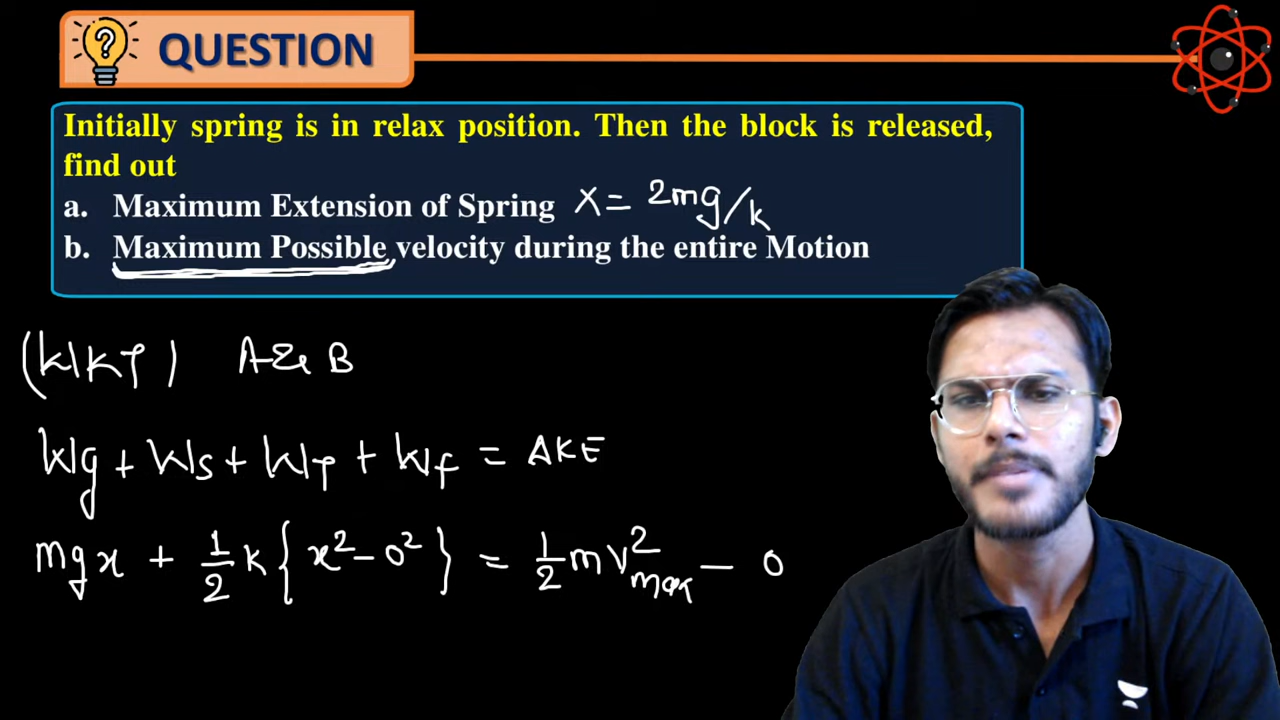 QUESTION
Initially spring is in relax position. Then the block is released,
find out
a. Maximum Extension of Spring x = 2mg/k
b. Maximum Possible velocity during the entire Motion
(WKT) A & B
Wg + Ws + WT + Wf = ΔKE
mgx + 1/2 k { x² - 0² } = 1/2 mv²max - 0